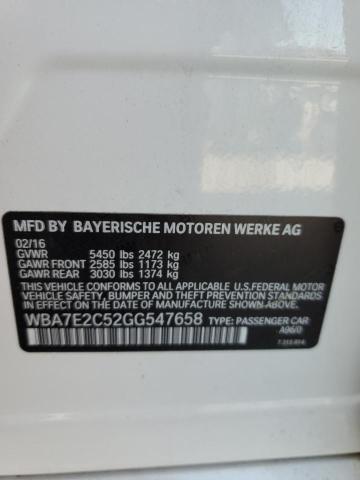 MFD BY BAYERISCHE MOTOREN WERKE AG
02/16
GVWR 5450 lbs 2472 kg
GAWR FRONT 2585 lbs 1173 kg
GAWR REAR 3030 lbs 1374 kg
THIS VEHICLE CONFORMS TO ALL APPLICABLE U.S.FEDERAL MOTOR
VEHICLE SAFETY, BUMPER AND THEFT PREVENTION STANDARDS IN
EFFECT ON THE DATE OF MANUFACTURE SHOWN ABOVE.
WBA7E2C52GG547658 TYPE: PASSENGER CAR
A96/0